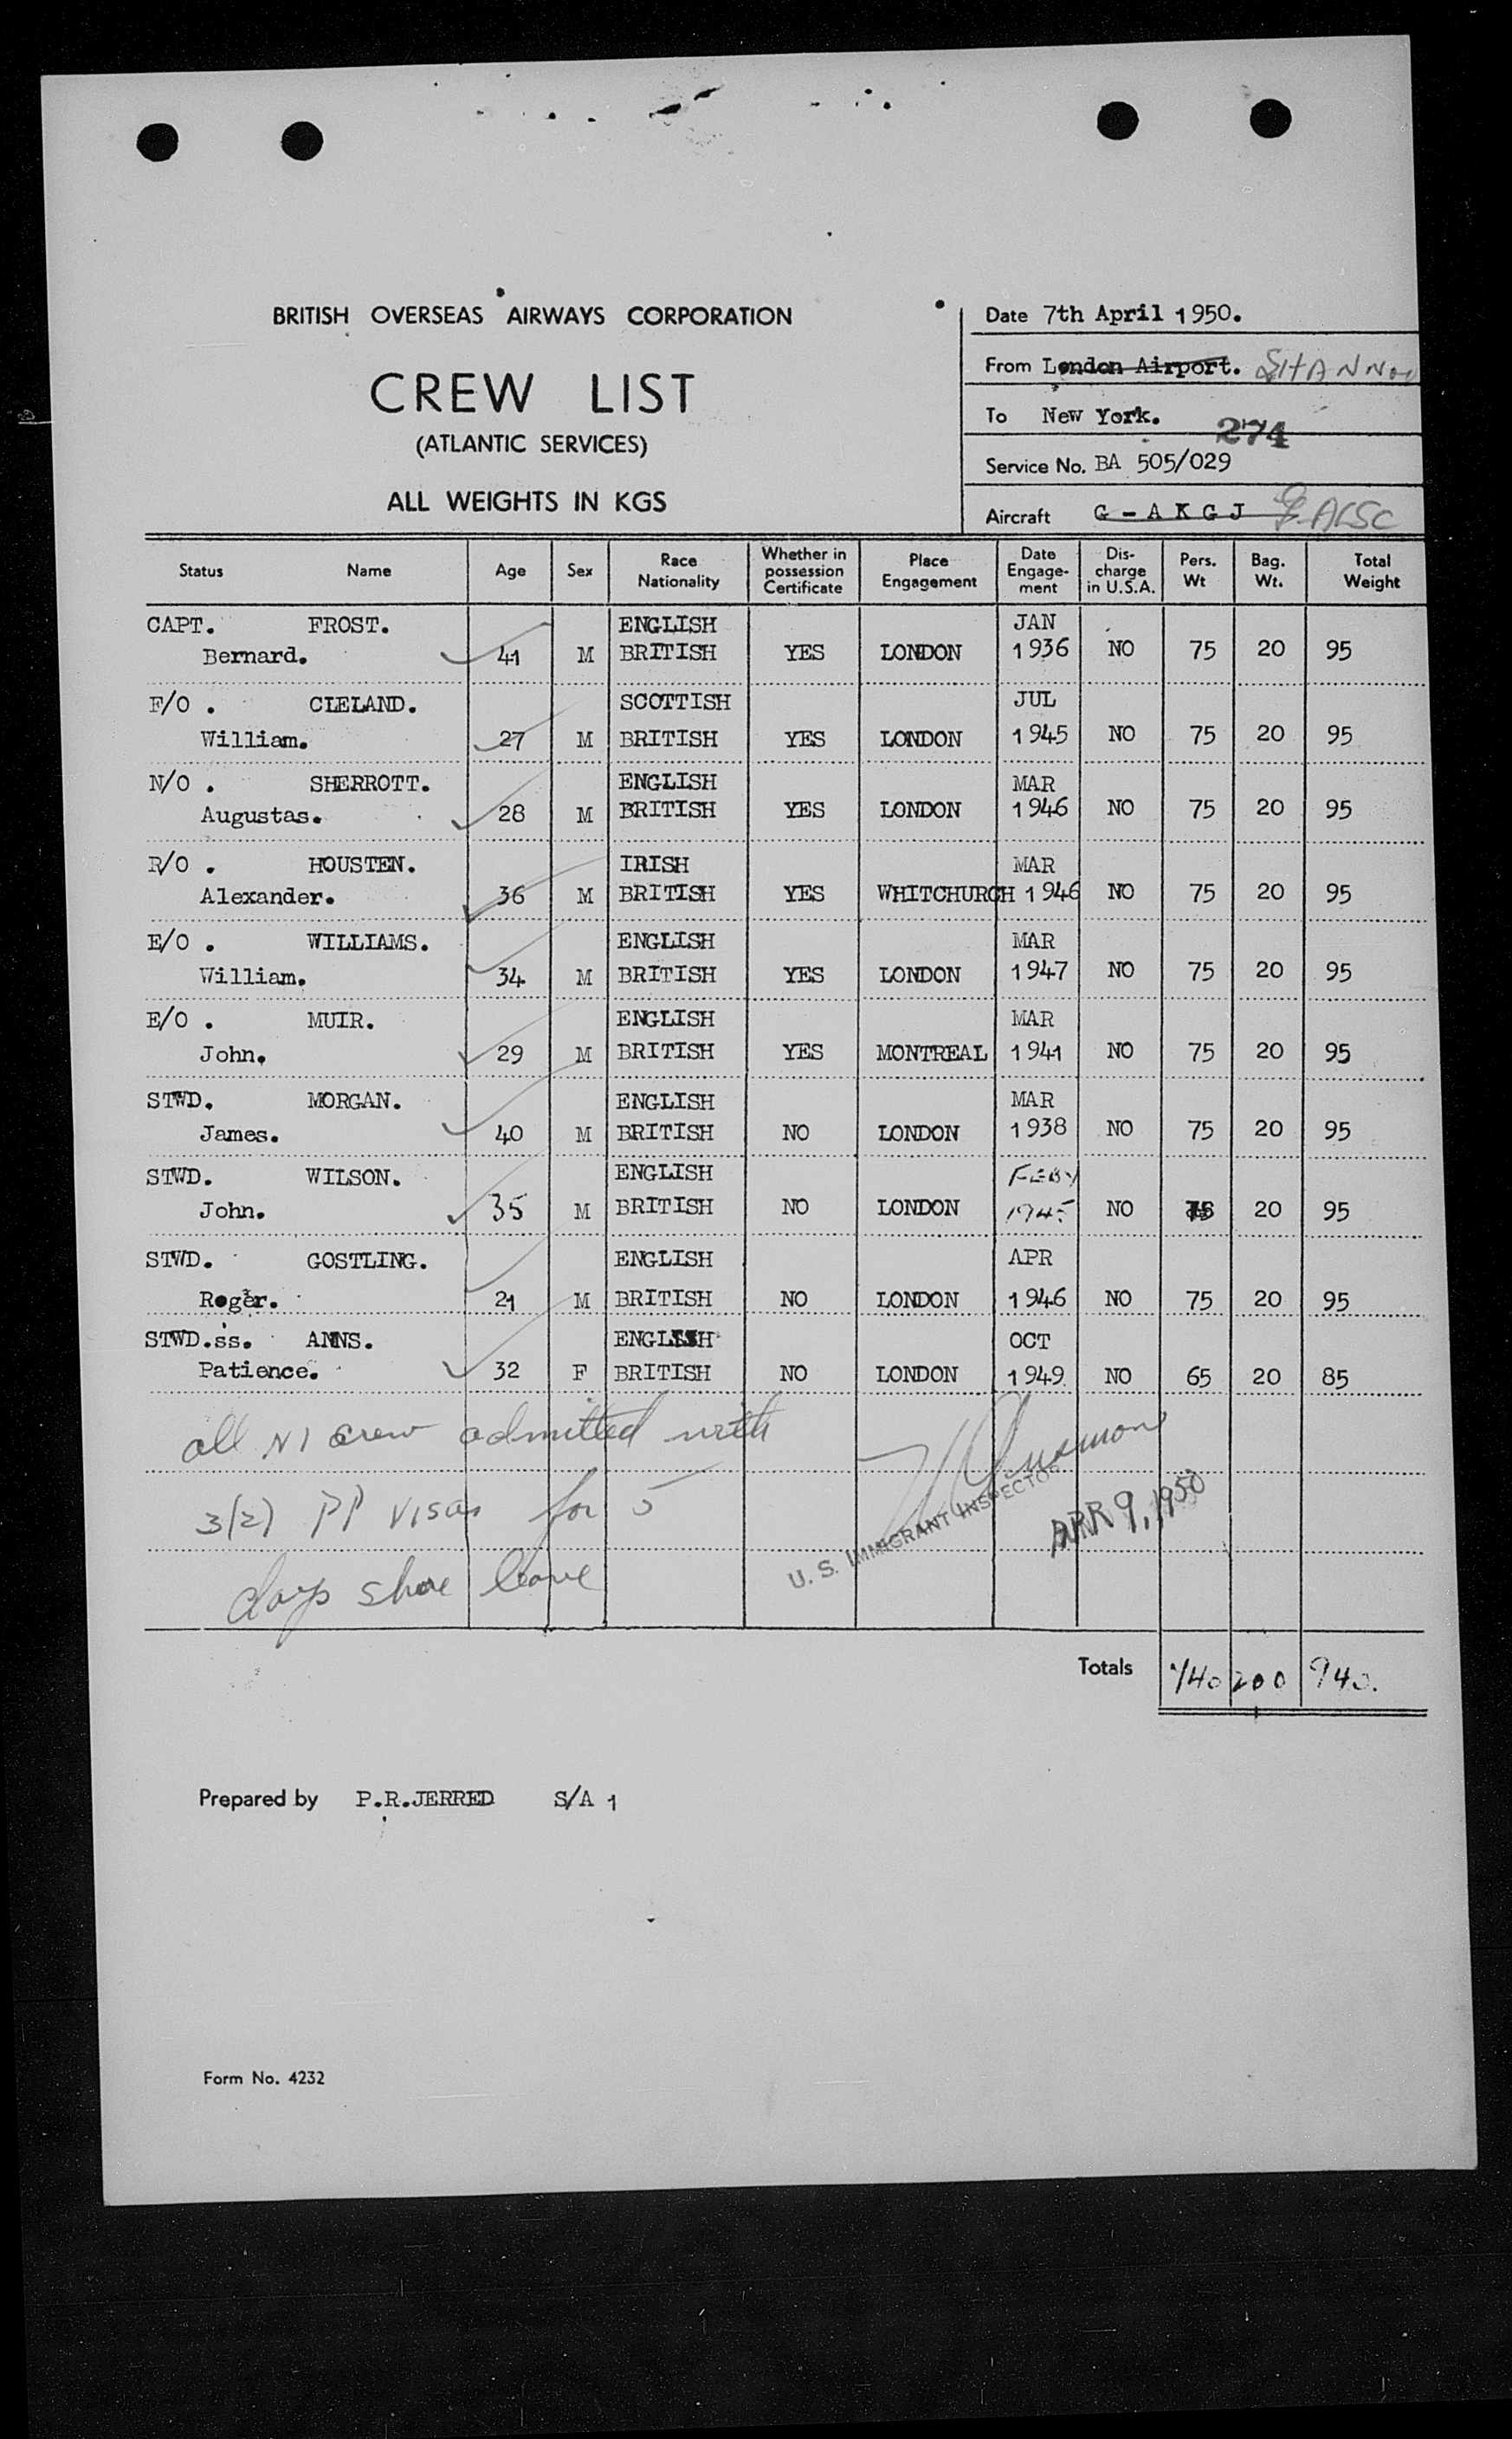 BRITISH OVERSEAS AIRWAYS CORPORATION
CREW LIST
(ATLANTIC SERVICES)
ALL WEIGHTS IN KGS
Date 7th April 1950.
From London Airport. SHANNON
To New York.
274
Service No. BA 505/029
Aircraft G-AKGJ G-ALSC
Status Name Age Sex Race Nationality Whether in possession Certificate Place Engagement Date Engage-ment Dis-charge in U.S.A. Pers. Wt Bag. Wt. Total Weight
CAPT. FROST. ENGLISH JAN
Bernard. 41 M BRITISH YES LONDON 1936 NO 75 20 95
F/O . CLELAND. SCOTTISH JUL
William. 27 M BRITISH YES LONDON 1945 NO 75 20 95
N/O . SHERROTT. ENGLISH MAR
Augustas. 28 M BRITISH YES LONDON 1946 NO 75 20 95
R/O . HOUSTEN. IRISH MAR
Alexander. 36 M BRITISH YES WHITCHURCH 1946 NO 75 20 95
E/O . WILLIAMS. ENGLISH MAR
William. 34 M BRITISH YES LONDON 1947 NO 75 20 95
E/O . MUIR. ENGLISH MAR
John. 29 M BRITISH YES MONTREAL 1941 NO 75 20 95
STWD. MORGAN. ENGLISH MAR
James. 40 M BRITISH NO LONDON 1938 NO 75 20 95
STWD. WILSON. ENGLISH FEBY
John. 35 M BRITISH NO LONDON 1945 NO 75 20 95
STWD. GOSTLING. ENGLISH APR
Roger. 21 M BRITISH NO LONDON 1946 NO 75 20 95
STWD.ss. ANNS. ENGLISH OCT
Patience. 32 F BRITISH NO LONDON 1949 NO 65 20 85
all NI crew admitted with
3(2) PP visas for 5
days shore leave
U. S. IMMIGRANT INSPECTOR
APR 9, 1950
Totals 740 200 940.
Prepared by P.R.JERRED S/A 1
Form No. 4232